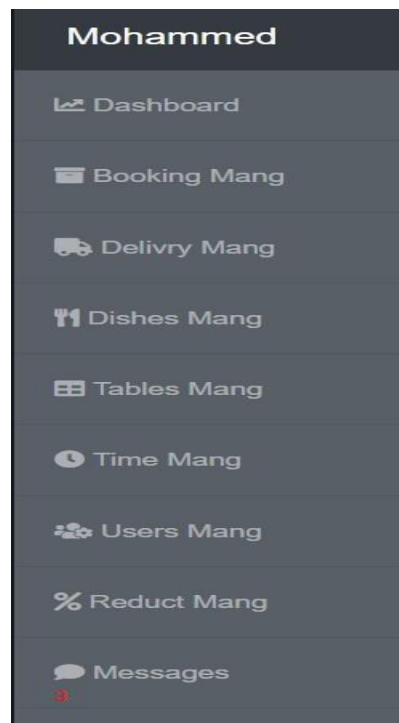 Mohammed
Dashboard
Booking Mang
Delivry Mang
Dishes Mang
Tables Mang
Time Mang
Users Mang
% Reduct Mang
Messages
3